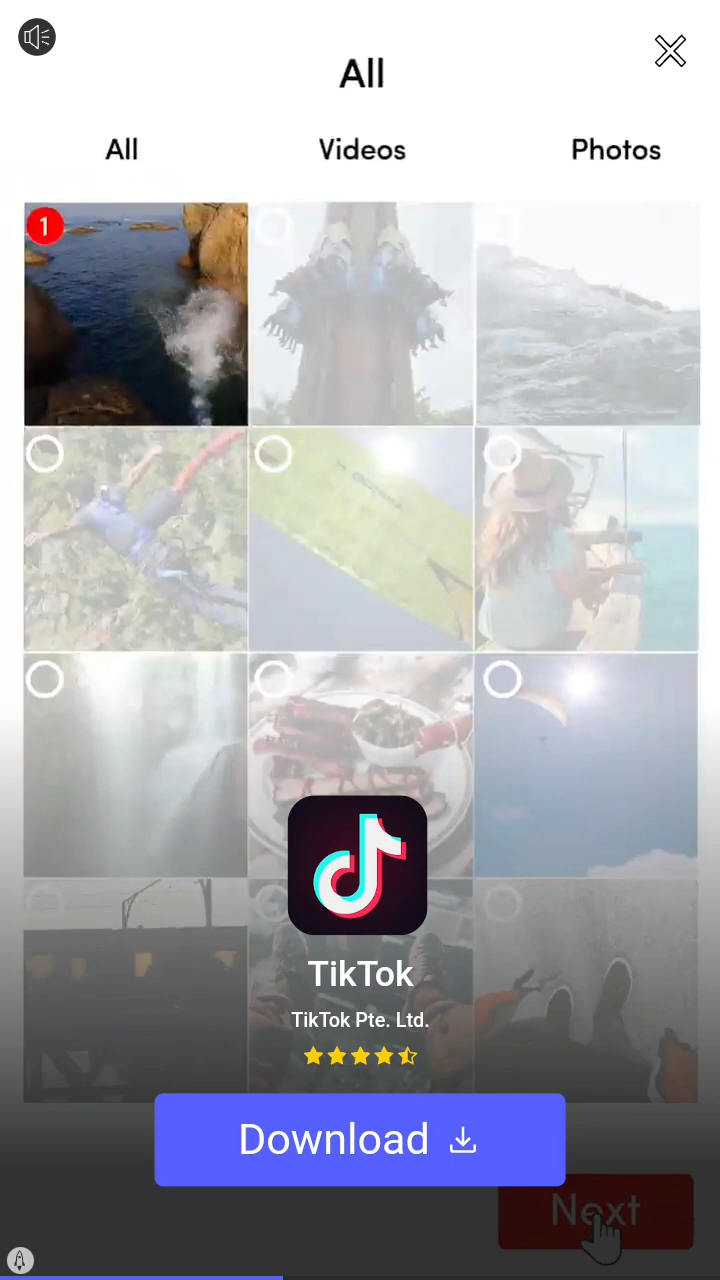 All
All Videos Photos
1
TikTok
TikTok Pte. Ltd.
Download
Next